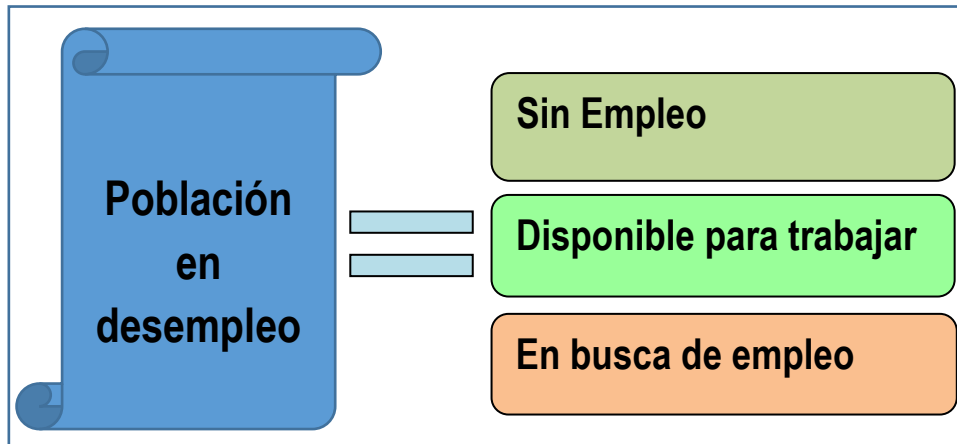 Población
en
desempleo
Sin Empleo
Disponible para trabajar
En busca de empleo